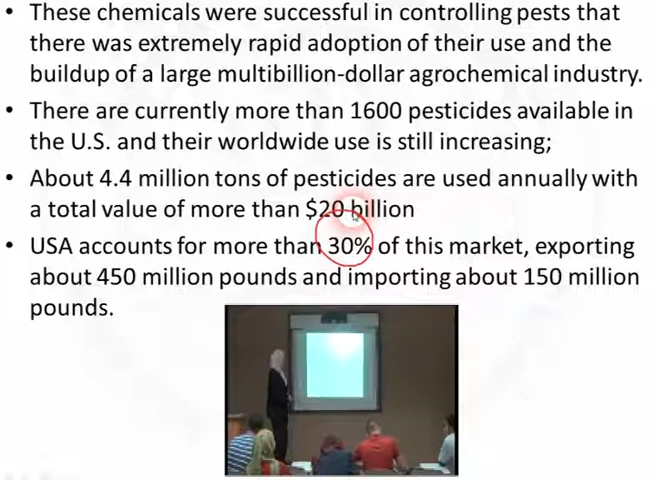 • These chemicals were successful in controlling pests that
there was extremely rapid adoption of their use and the
buildup of a large multibillion-dollar agrochemical industry.
• There are currently more than 1600 pesticides available in
the U.S. and their worldwide use is still increasing;
• About 4.4 million tons of pesticides are used annually with
a total value of more than $20 billion
• USA accounts for more than 30% of this market, exporting
about 450 million pounds and importing about 150 million
pounds.